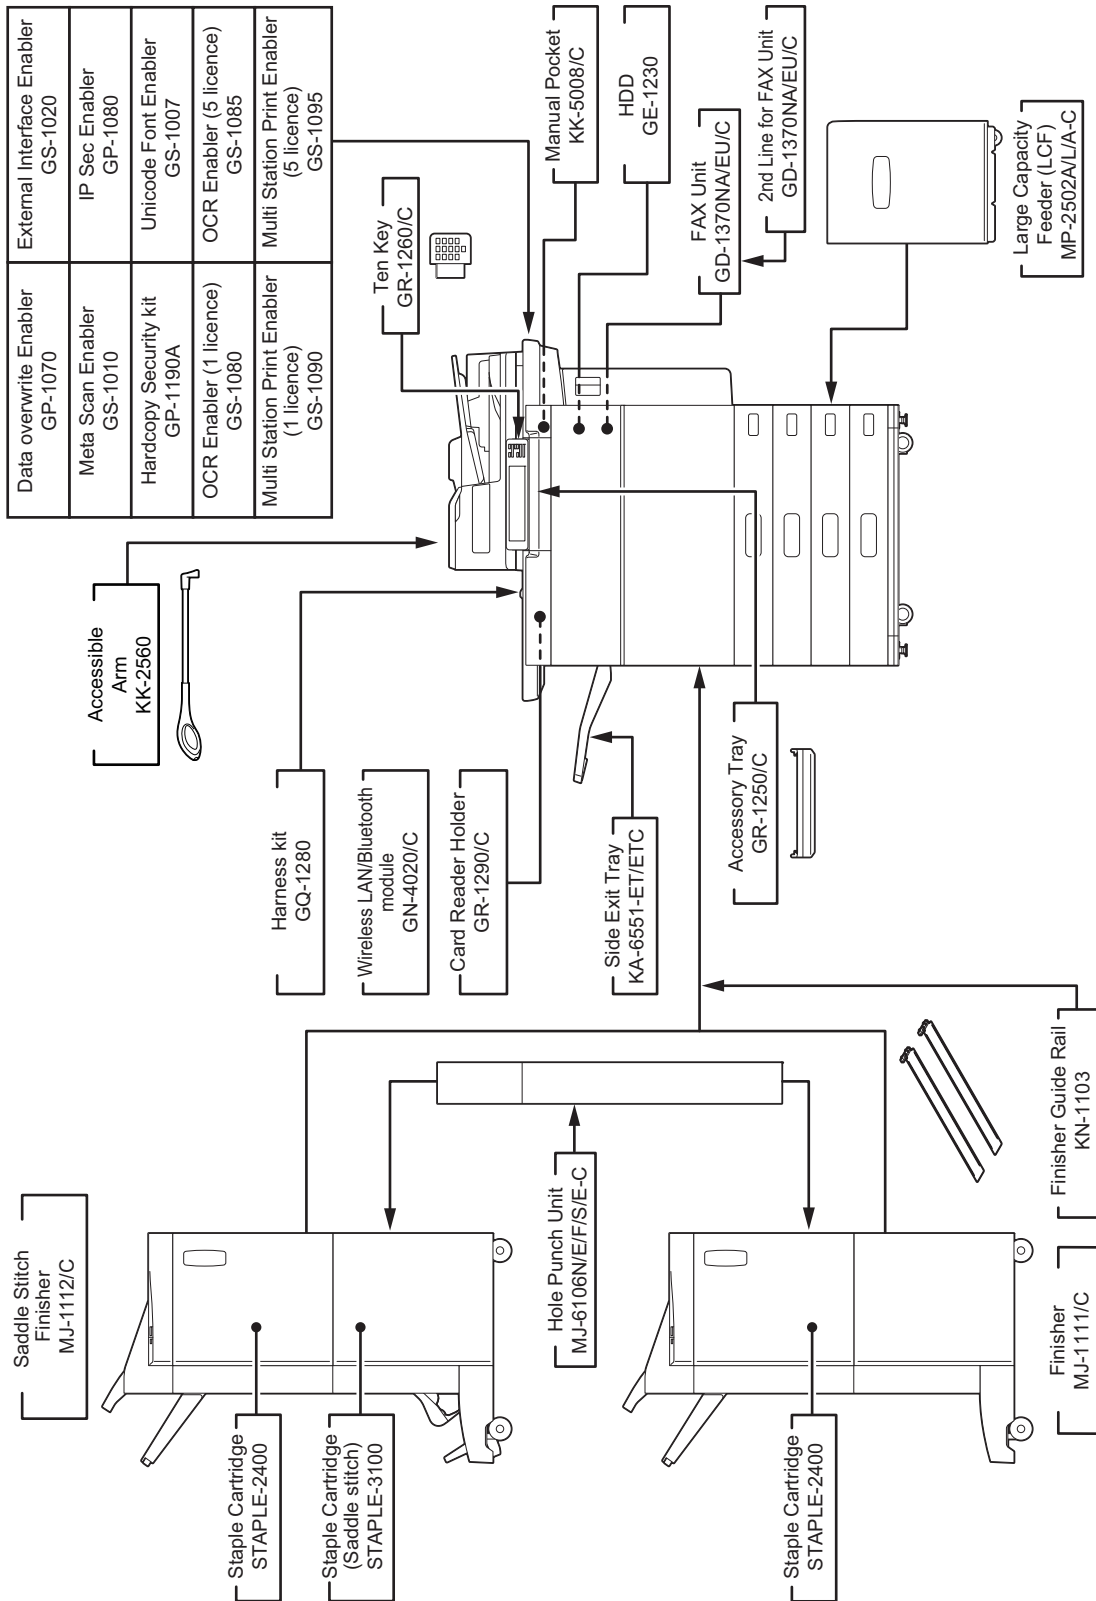 Saddle Stitch
Finisher
MJ-1112/C
Staple Cartridge
STAPLE-2400
Staple Cartridge
(Saddle stitch)
STAPLE-3100
Hole Punch Unit
MJ-6106N/E/F/S/E-C
Staple Cartridge
STAPLE-2400
Finisher
MJ-1111/C
Finisher Guide Rail
KN-1103
Accessible
Arm
KK-2560
Harness kit
GQ-1280
Wireless LAN/Bluetooth
module
GN-4020/C
Card Reader Holder
GR-1290/C
Side Exit Tray
KA-6551-ET/ETC
Accessory Tray
GR-1250/C
Data overwrite Enabler
GP-1070
External Interface Enabler
GS-1020
Meta Scan Enabler
GS-1010
IP Sec Enabler
GP-1080
Hardcopy Security kit
GP-1190A
Unicode Font Enabler
GS-1007
OCR Enabler (1 licence)
GS-1080
OCR Enabler (5 licence)
GS-1085
Multi Station Print Enabler
(1 licence)
GS-1090
Multi Station Print Enabler
(5 licence)
GS-1095
Ten Key
GR-1260/C
Manual Pocket
KK-5008/C
HDD
GE-1230
FAX Unit
GD-1370NA/EU/C
2nd Line for FAX Unit
GD-1370NA/EU/C
Large Capacity
Feeder (LCF)
MP-2502A/L/A-C